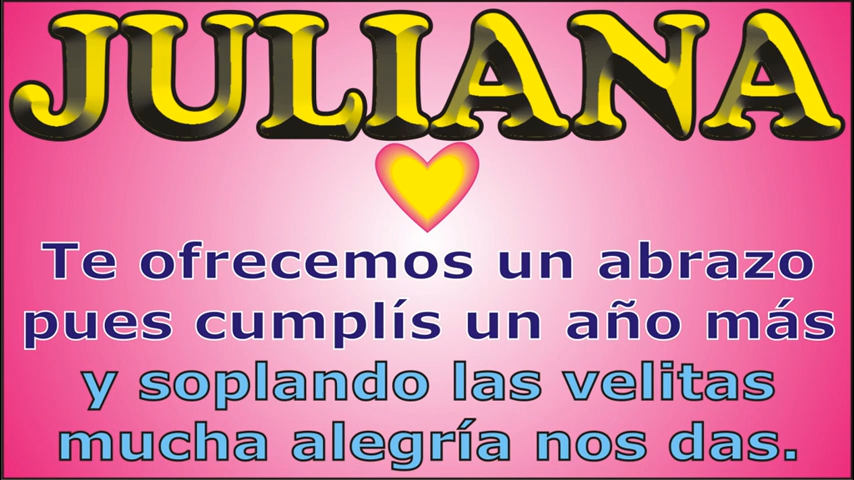 JULIANA
Te ofrecemos un abrazo
pues cumplís un año más
y soplando las velitas
mucha alegría nos das.